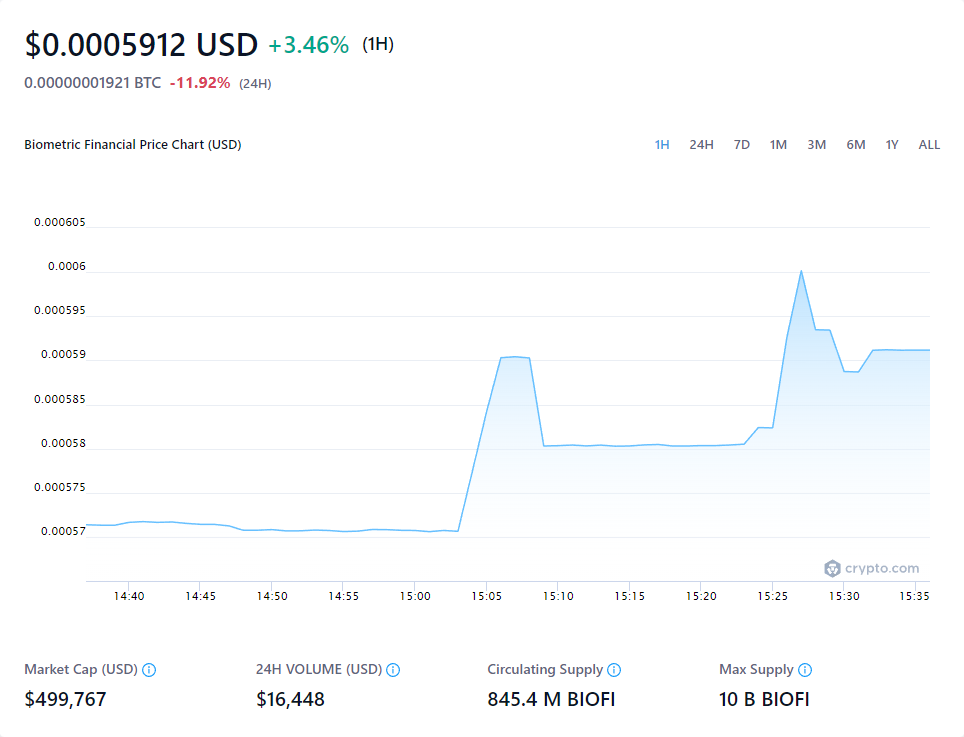 $0.0005912 USD +3.46% (1H)
0.00000001921 BTC -11.92% (24H)
Biometric Financial Price Chart (USD)
1H 24H 7D 1M 3M 6M 1Y ALL
0.000605
0.0006
0.000595
0.00059
0.000585
0.00058
0.000575
0.00057
crypto.com
14:40 14:45 14:50 14:55 15:00 15:05 15:10 15:15 15:20 15:25 15:30 15:35
Market Cap (USD) 24H VOLUME (USD) Circulating Supply Max Supply
$499,767 $16,448 845.4 M BIOFI 10 B BIOFI